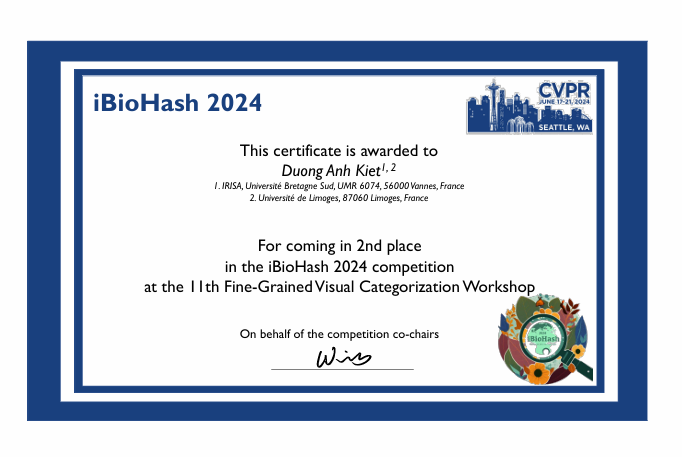 iBioHash 2024
CVPR
JUNE 17-21, 2024
SEATTLE, WA
This certificate is awarded to
Duong Anh Kiet1, 2
1. IRISA, Université Bretagne Sud, UMR 6074, 56000 Vannes, France
2. Université de Limoges, 87060 Limoges, France
For coming in 2nd place
in the iBioHash 2024 competition
at the 11th Fine-Grained Visual Categorization Workshop
On behalf of the competition co-chairs
iBioHash